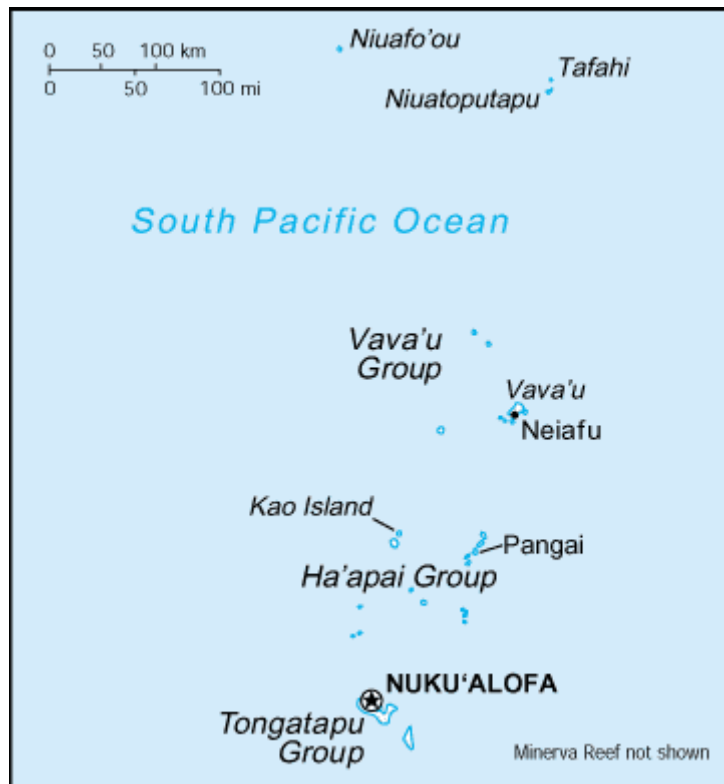 0 50 100 km
0 50 100 mi
Niuafo'ou
Tafahi
Niuatoputapu
South Pacific Ocean
Vava'u
Group
Vava'u
Neiafu
Kao Island
Pangai
Ha'apai Group
NUKU‘ALOFA
Tongatapu
Group
Minerva Reef not shown